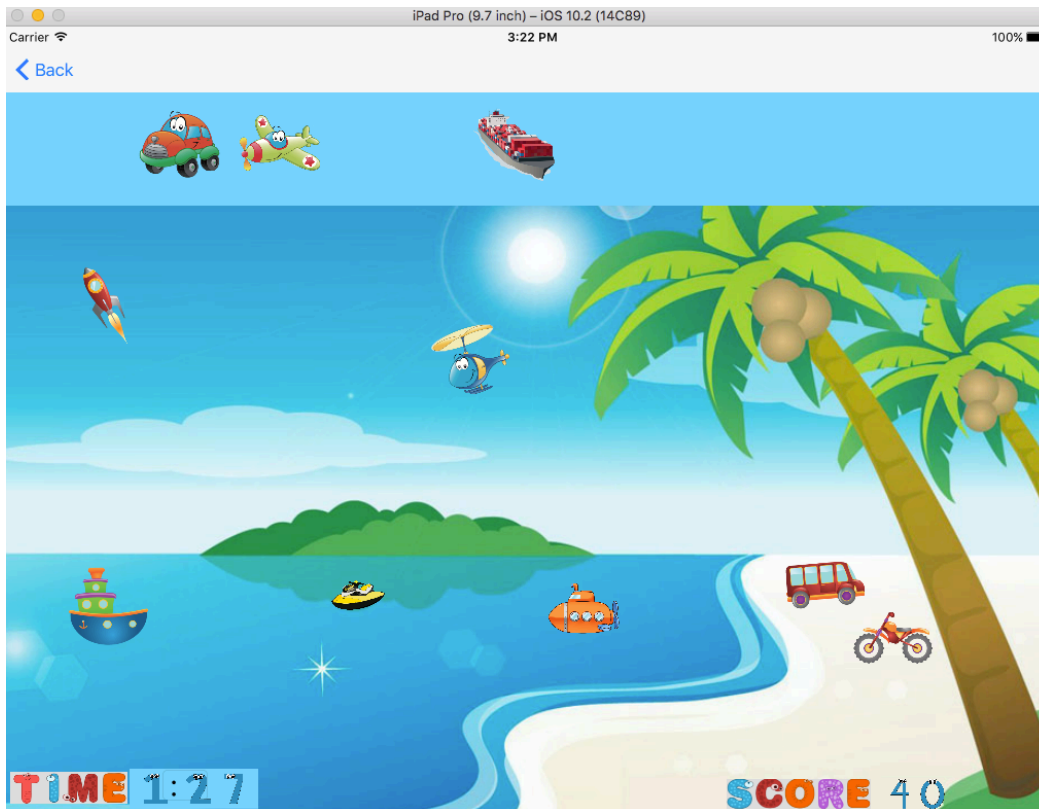 iPad Pro (9.7 inch) – iOS 10.2 (14C89)
Carrier 3:22 PM 100%
Back
TIME 1:27 SCORE 40